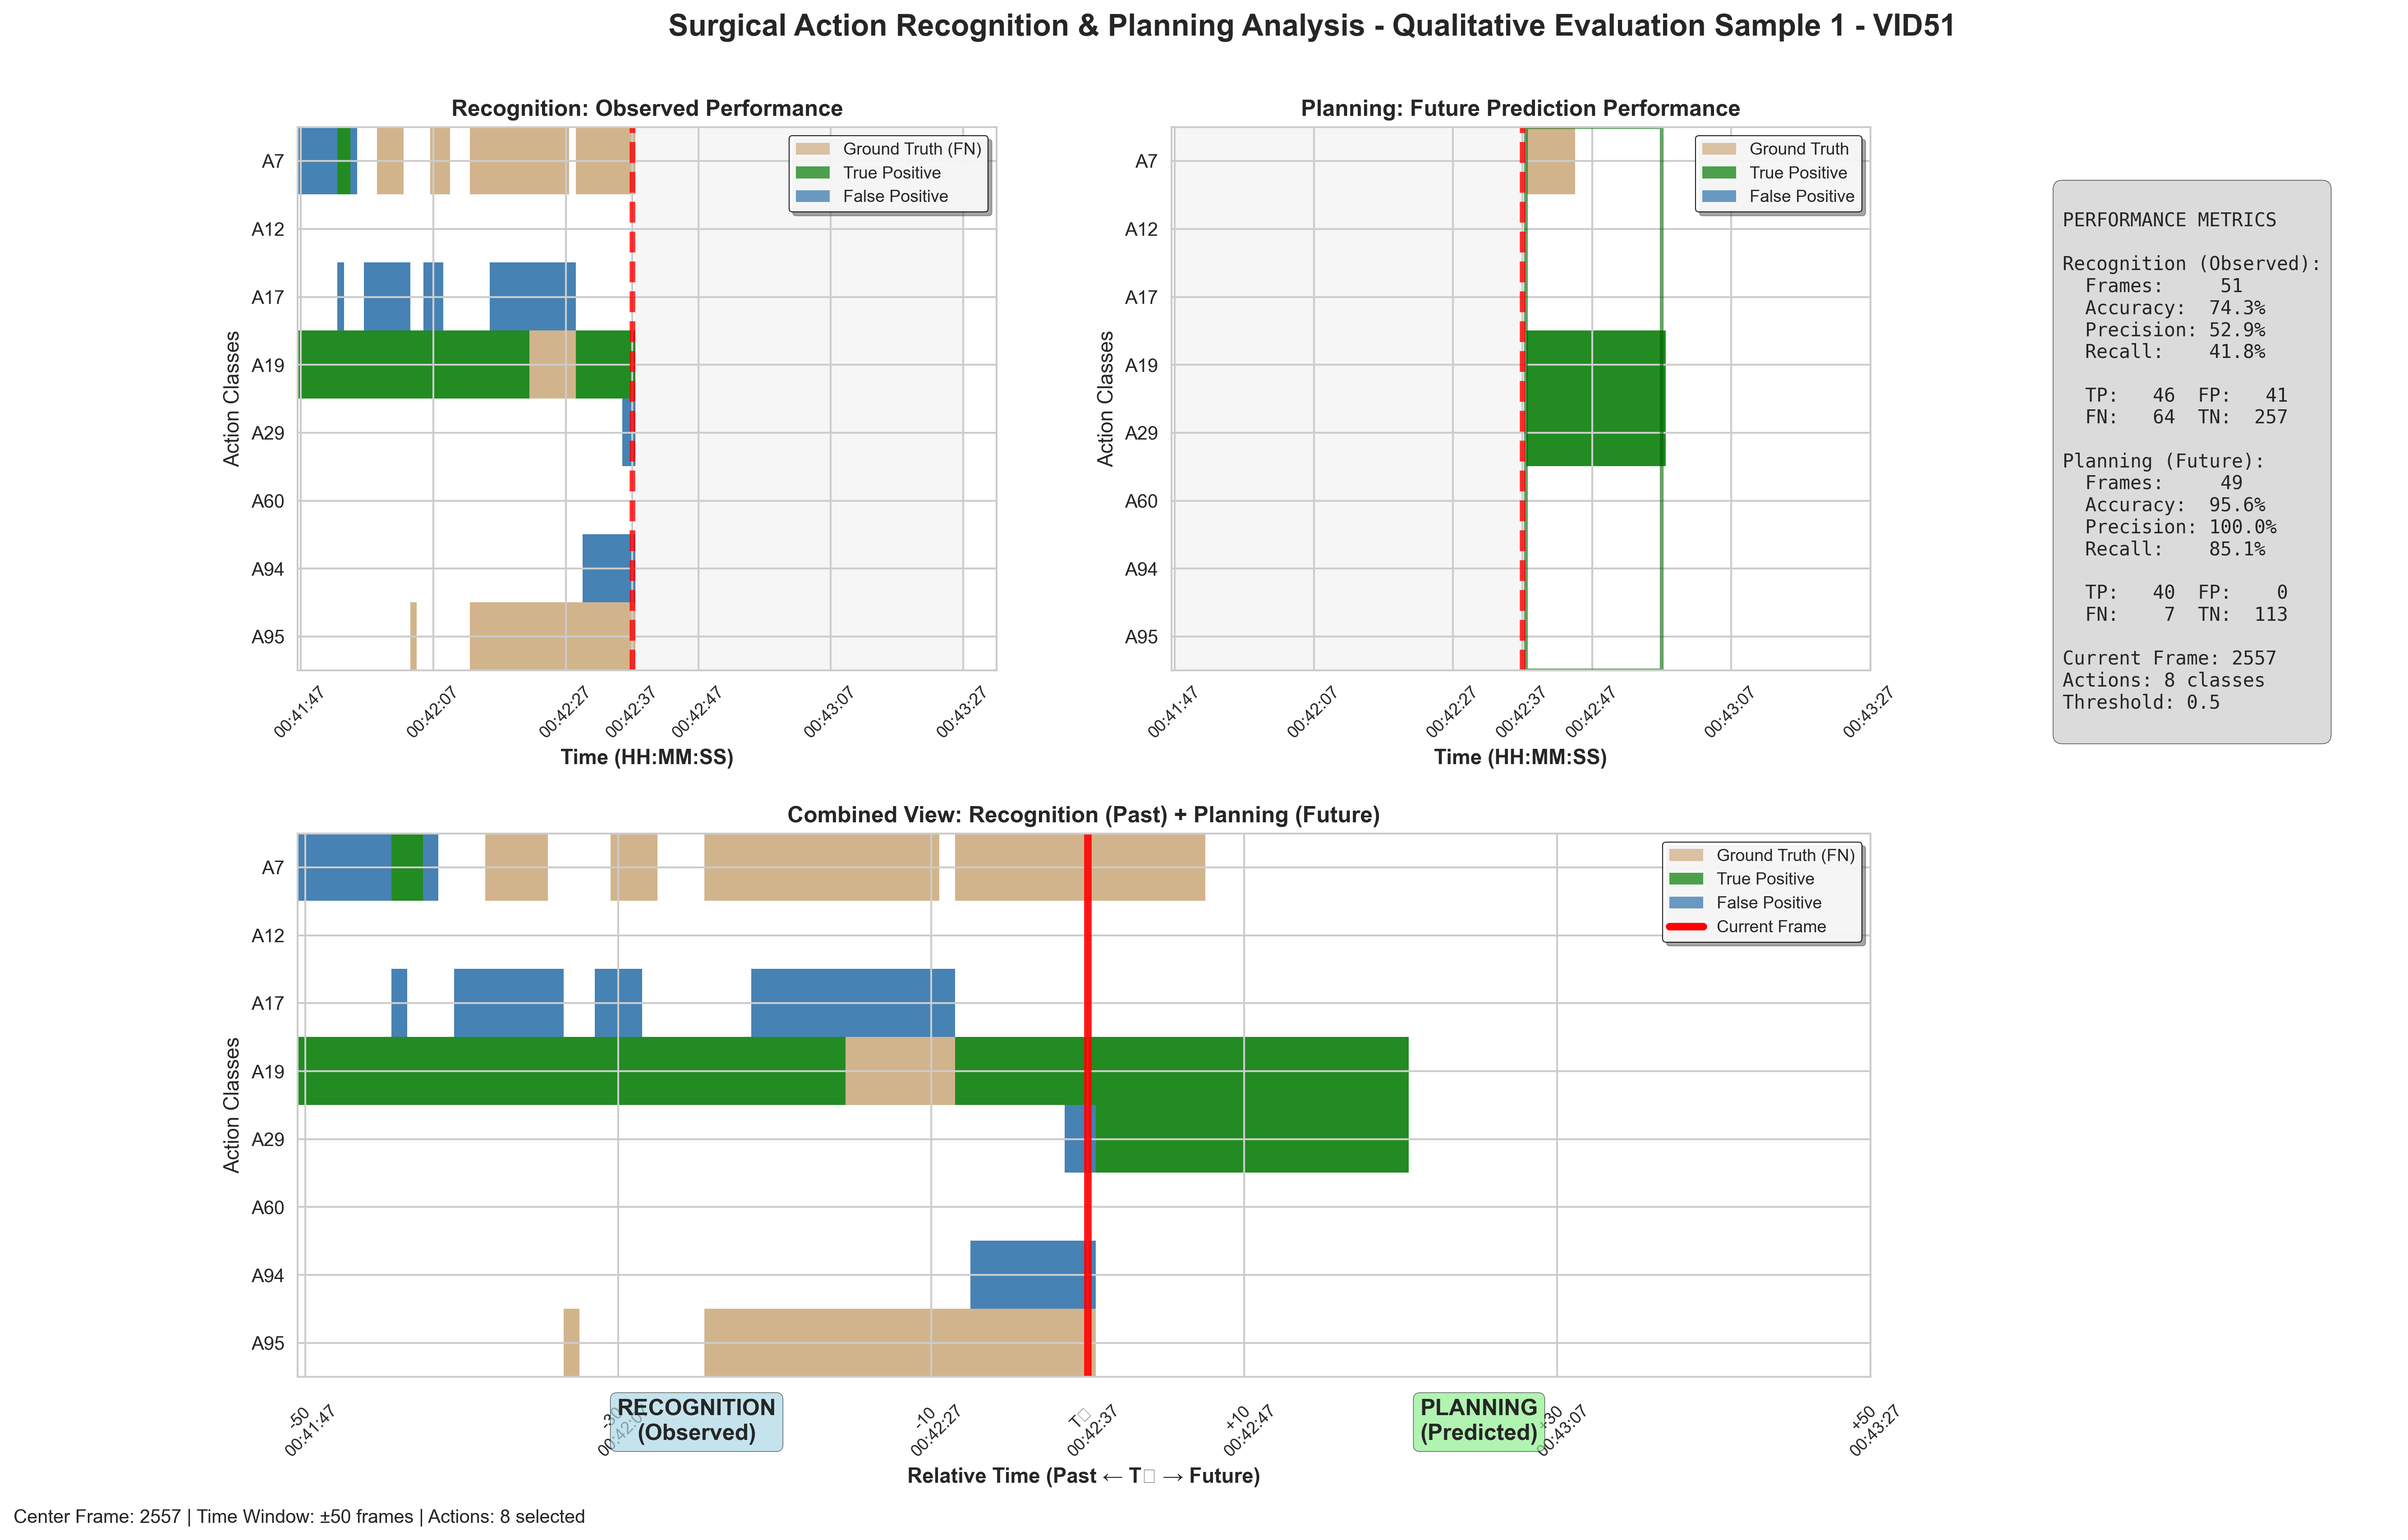 Surgical Action Recognition & Planning Analysis - Qualitative Evaluation Sample 1 - VID51
Recognition: Observed Performance
Ground Truth (FN)
True Positive
False Positive
Action Classes
A7
A12
A17
A19
A29
A60
A94
A95
00:41:47
00:42:07
00:42:27
00:42:37
00:42:47
00:43:07
00:43:27
Time (HH:MM:SS)
Planning: Future Prediction Performance
Ground Truth
True Positive
False Positive
Action Classes
A7
A12
A17
A19
A29
A60
A94
A95
00:41:47
00:42:07
00:42:27
00:42:37
00:42:47
00:43:07
00:43:27
Time (HH:MM:SS)
PERFORMANCE METRICS
Recognition (Observed):
Frames: 51
Accuracy: 74.3%
Precision: 52.9%
Recall: 41.8%
TP: 46 FP: 41
FN: 64 TN: 257
Planning (Future):
Frames: 49
Accuracy: 95.6%
Precision: 100.0%
Recall: 85.1%
TP: 40 FP: 0
FN: 7 TN: 113
Current Frame: 2557
Actions: 8 classes
Threshold: 0.5
Combined View: Recognition (Past) + Planning (Future)
Ground Truth (FN)
True Positive
False Positive
Current Frame
Action Classes
A7
A12
A17
A19
A29
A60
A94
A95
-50
00:41:47
-30
00:42:07
-10
00:42:27
T□
00:42:37
+10
00:42:47
+30
00:43:07
+50
00:43:27
RECOGNITION
(Observed)
PLANNING
(Predicted)
Relative Time (Past ← T□ → Future)
Center Frame: 2557 | Time Window: ±50 frames | Actions: 8 selected